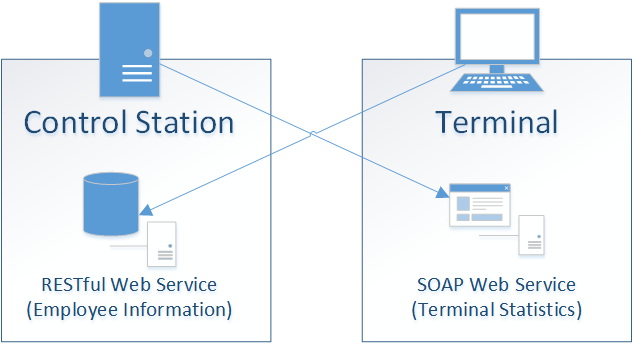 Control Station
Terminal
RESTful Web Service
(Employee Information)
SOAP Web Service
(Terminal Statistics)